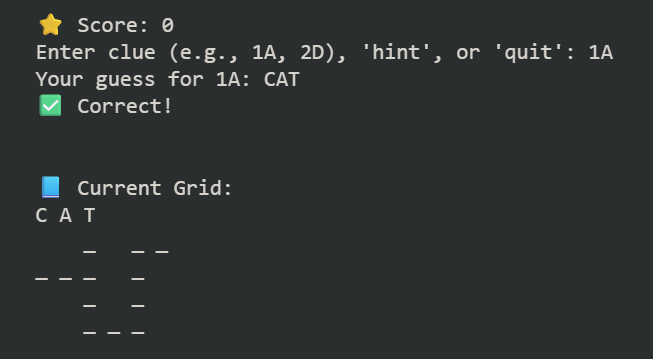 ⭐ Score: 0
Enter clue (e.g., 1A, 2D), 'hint', or 'quit': 1A
Your guess for 1A: CAT
✅ Correct!
📘 Current Grid:
C A T
    _   _ _
_ _ _   _
    _   _
    _ _ _